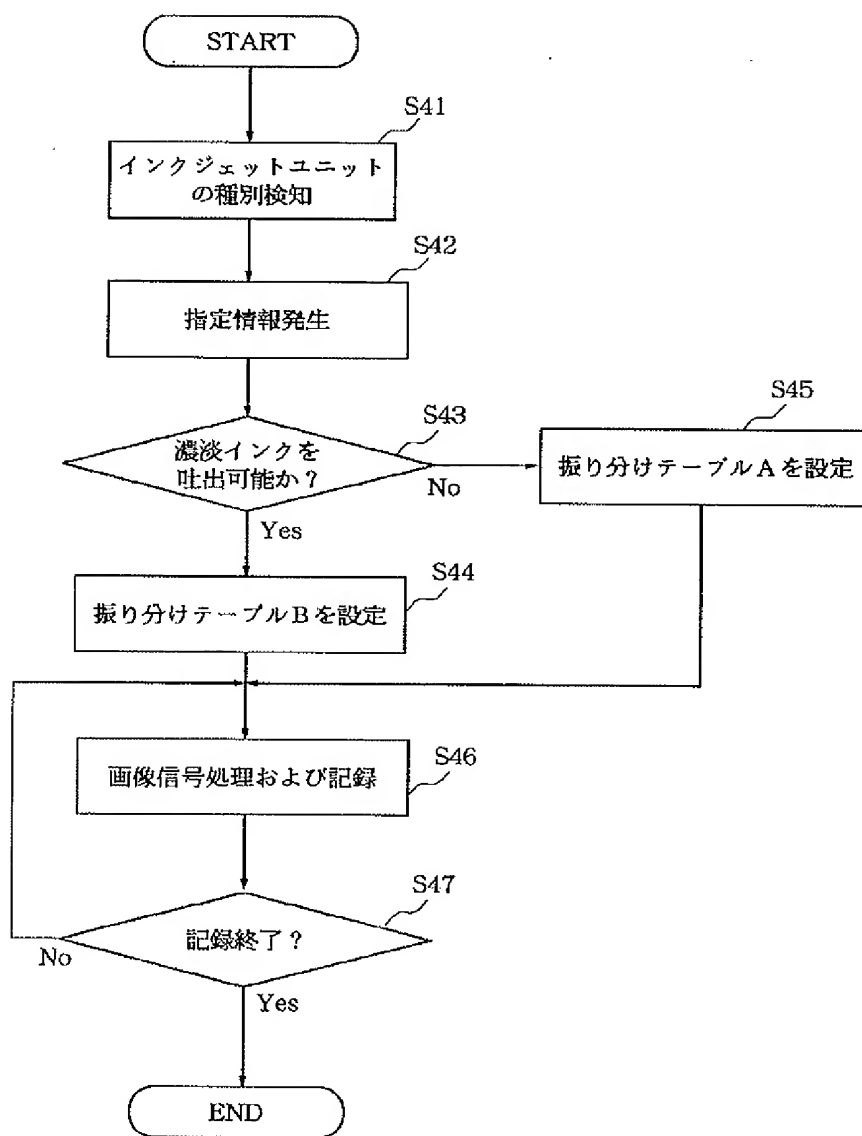 START
S41
インクジェットユニット
の種別検知
S42
指定情報発生
S43
濃淡インクを
吐出可能か？
No
Yes
S45
振り分けテーブルAを設定
S44
振り分けテーブルBを設定
S46
画像信号処理および記録
S47
記録終了？
No
Yes
END